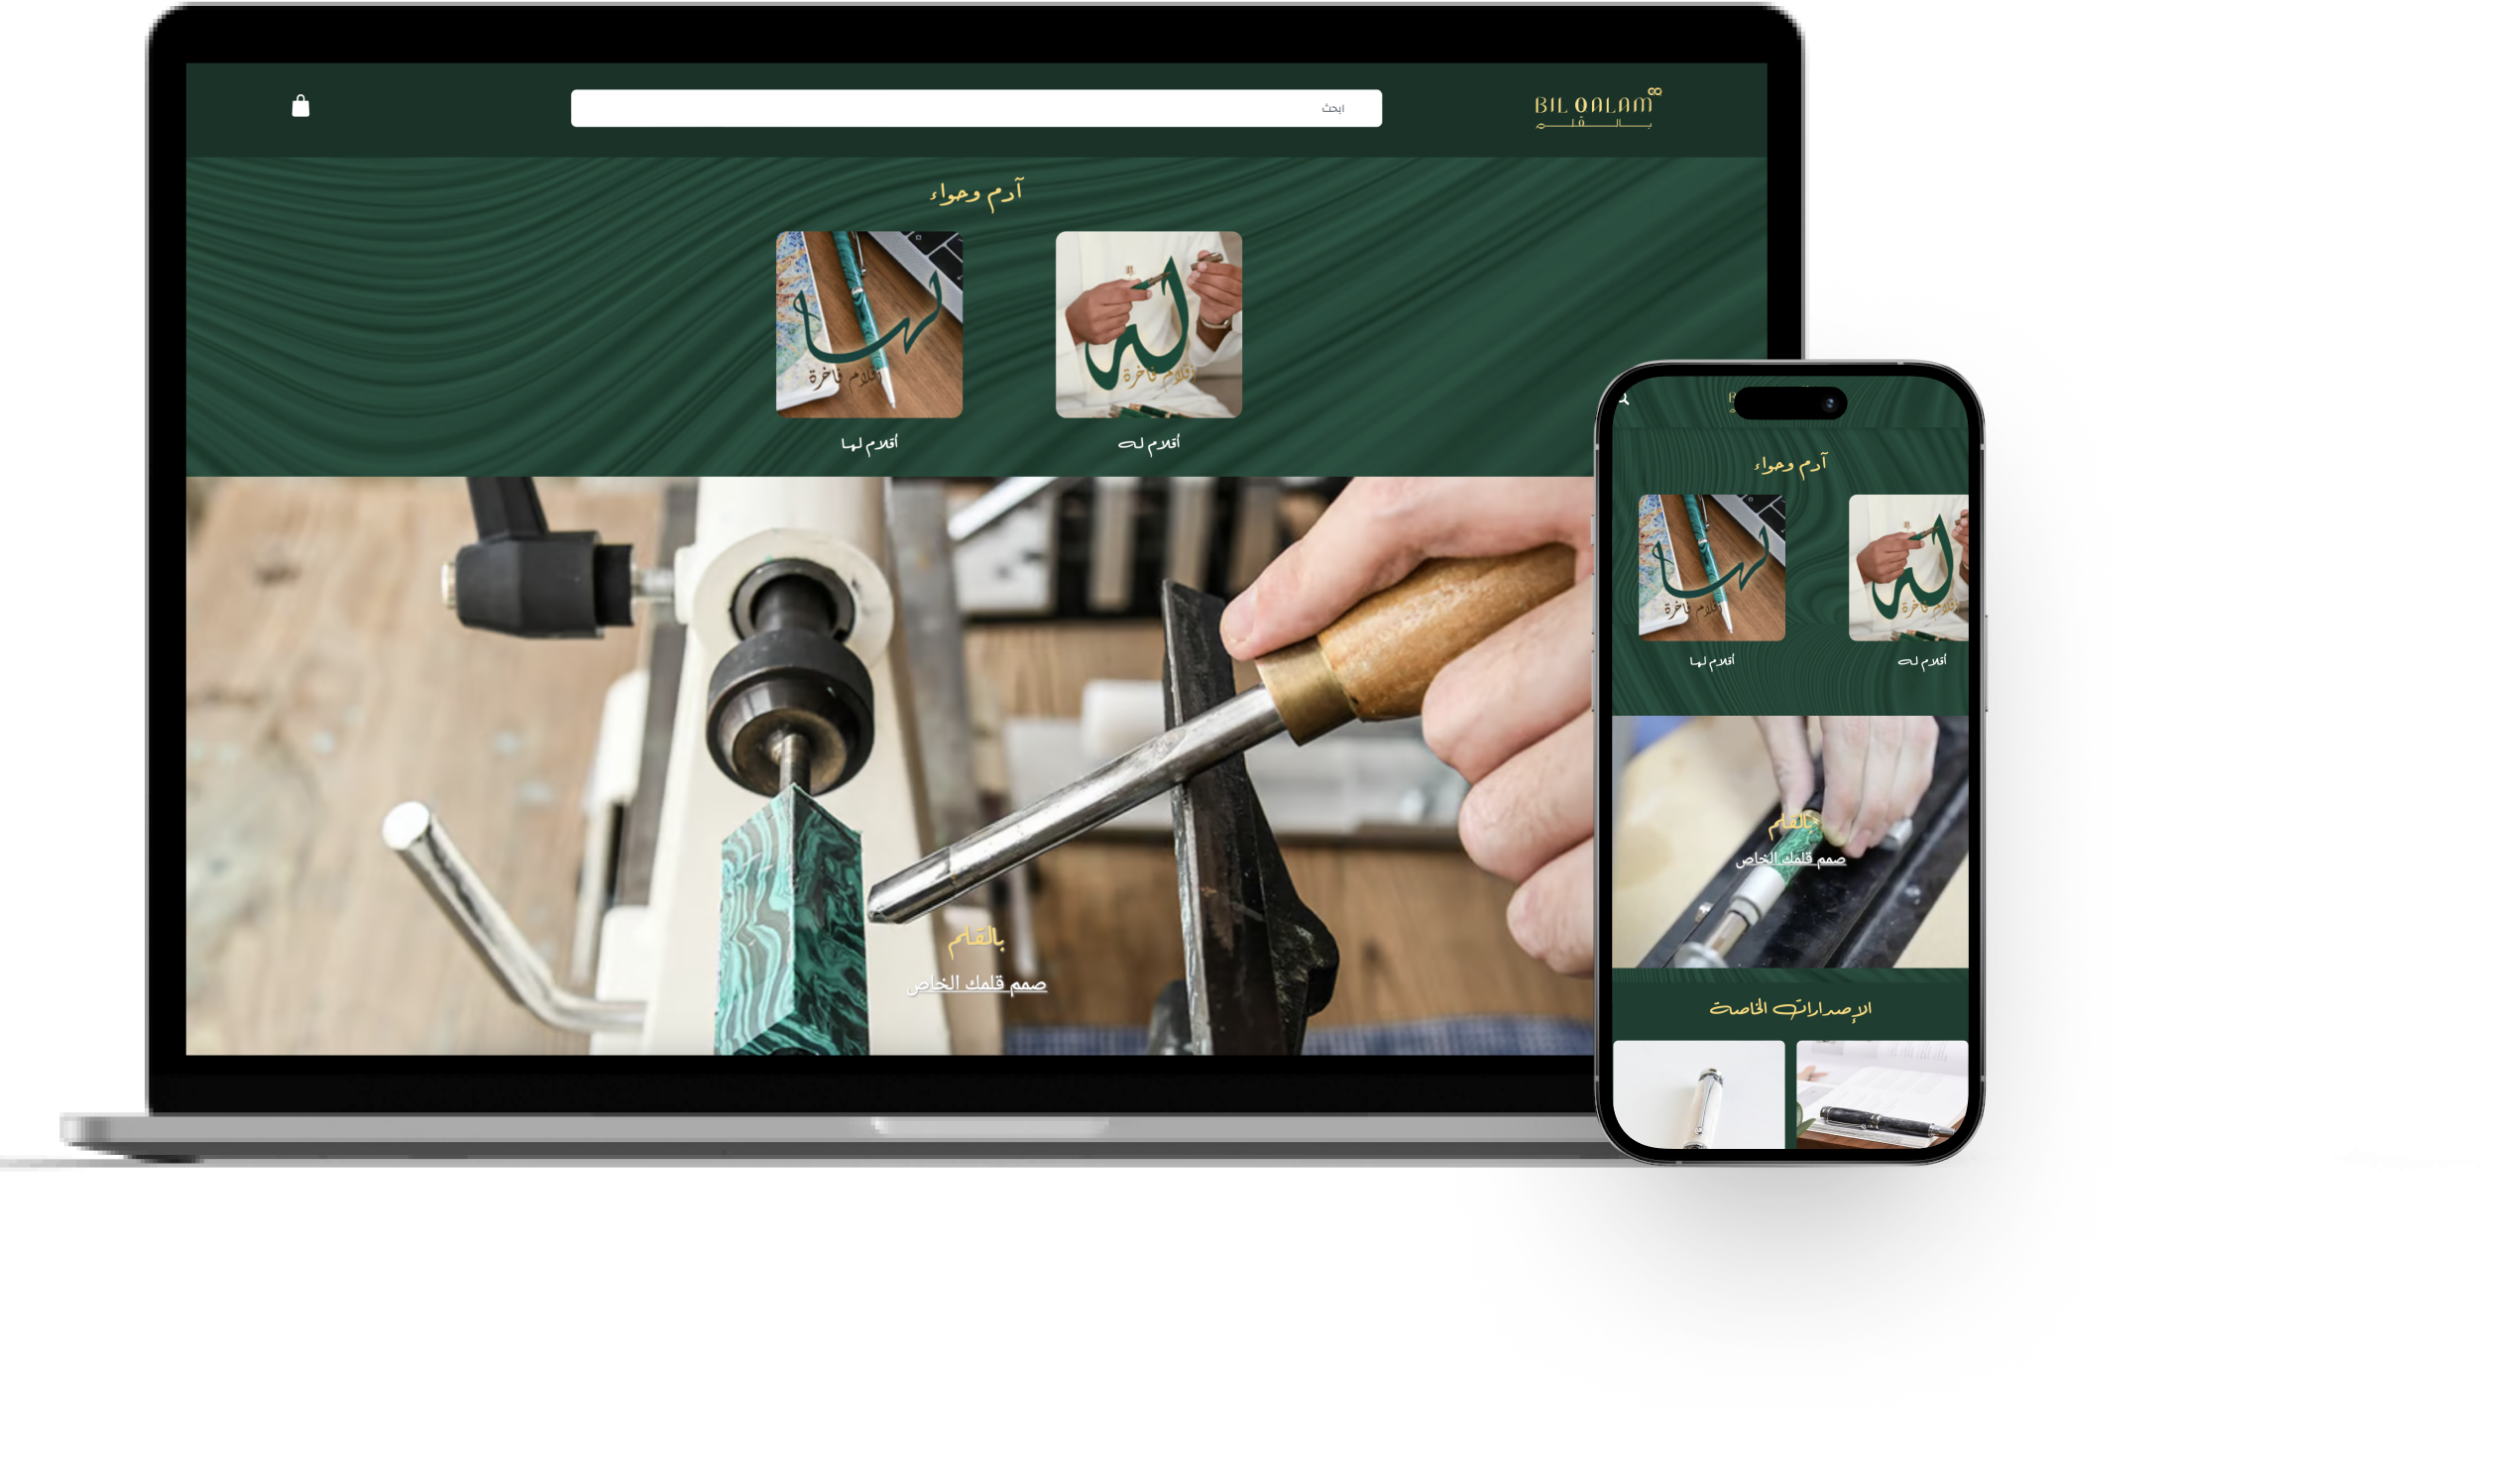 BIL QALAM
بالقلم
ابحث
آدم وحواء
له
أقلام فاخرة
لها
أقلام فاخرة
أقلام له
أقلام لها
بالقلم
صمم قلمك الخاص
آدم وحواء
لها
أقلام فاخرة
له
أقلام فاخرة
أقلام لها
أقلام له
بالقلم
صمم قلمك الخاص
الإصدارات الخاصة